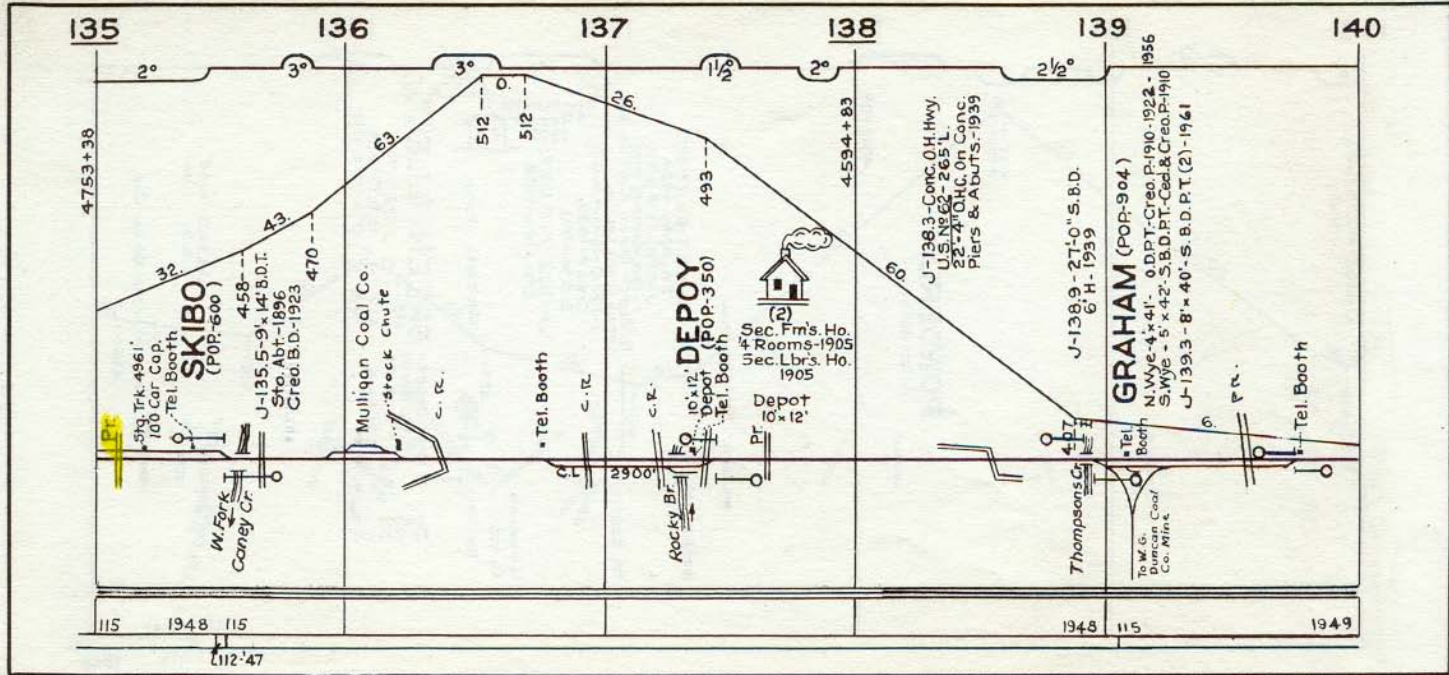 135 136 137 138 139 140
2° 3° 3° 1½° 2° 2½°
4753+38
32.
43.
63.
O.
26.
60.
6.
458
470
512
512
493
407
4594+83
Pr.
Stg. Trk. 4961'
100 Car Cap.
Tel. Booth
SKIBO
(POP.-600)
J-135.5-9'x14' B.D.T.
Sto. Abt.-1896
Creo. B.D.-1923
W. Fork
Caney Cr.
Mulligan Coal Co.
Stock Chute
C.R.
Tel. Booth
C.R.
C.R.
2900'
Rocky Br.
DEPOY
(POP.-350)
10'x12'
Depot
Tel. Booth
Pr.
(2)
Sec. Fm's. Ho.
4 Rooms-1905
Sec. Lbr's. Ho.
1905
Depot
10'x12'
J-138.3-Conc. O.H. Hwy.
U.S. Nº 62-265'L.
22'-4" O.H.C. On Conc.
Piers & Abuts.-1939
J-138.9-27'-0" S.B.D.
6' H-1939
Thompsons Cr.
Tel.
Booth
GRAHAM (POP.-904)
N. Wye-4'x41'- O.D.P.T.-Creo. P.-1910-1922-1956
S. Wye-5'x42'-S.B.D.P.T.-Ced.& Creo. P.-1910
J-139.3-8'x40'-S.B.D.P.T.(2)-1961
To W. G.
Duncan Coal
Co. Mine
Pr.
Tel. Booth
115 1948 115 1948 115 1949
112-'47